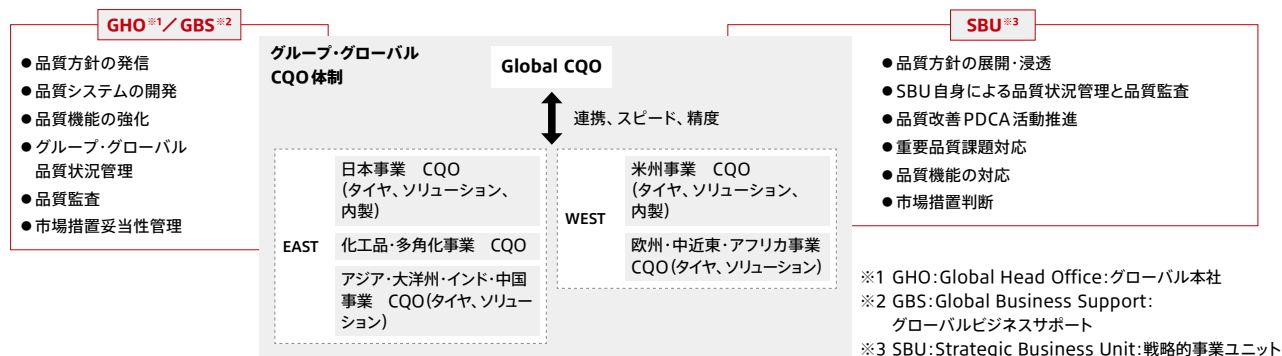 GHO※1／GBS※2
●品質方針の発信
●品質システムの開発
●品質機能の強化
●グループ・グローバル
品質状況管理
●品質監査
●市場措置妥当性管理
グループ・グローバル
CQO体制
Global CQO
連携、スピード、精度
EAST
日本事業　CQO
(タイヤ、ソリューション、
内製)
化工品・多角化事業　CQO
アジア・大洋州・インド・中国
事業　CQO(タイヤ、ソリュー
ション)
WEST
米州事業　CQO
(タイヤ、ソリューション、
内製)
欧州・中近東・アフリカ事業
CQO(タイヤ、ソリューション)
SBU※3
●品質方針の展開・浸透
●SBU自身による品質状況管理と品質監査
●品質改善PDCA活動推進
●重要品質課題対応
●品質機能の対応
●市場措置判断
※1 GHO：Global Head Office：グローバル本社
※2 GBS：Global Business Support：
グローバルビジネスサポート
※3 SBU：Strategic Business Unit：戦略的事業ユニット